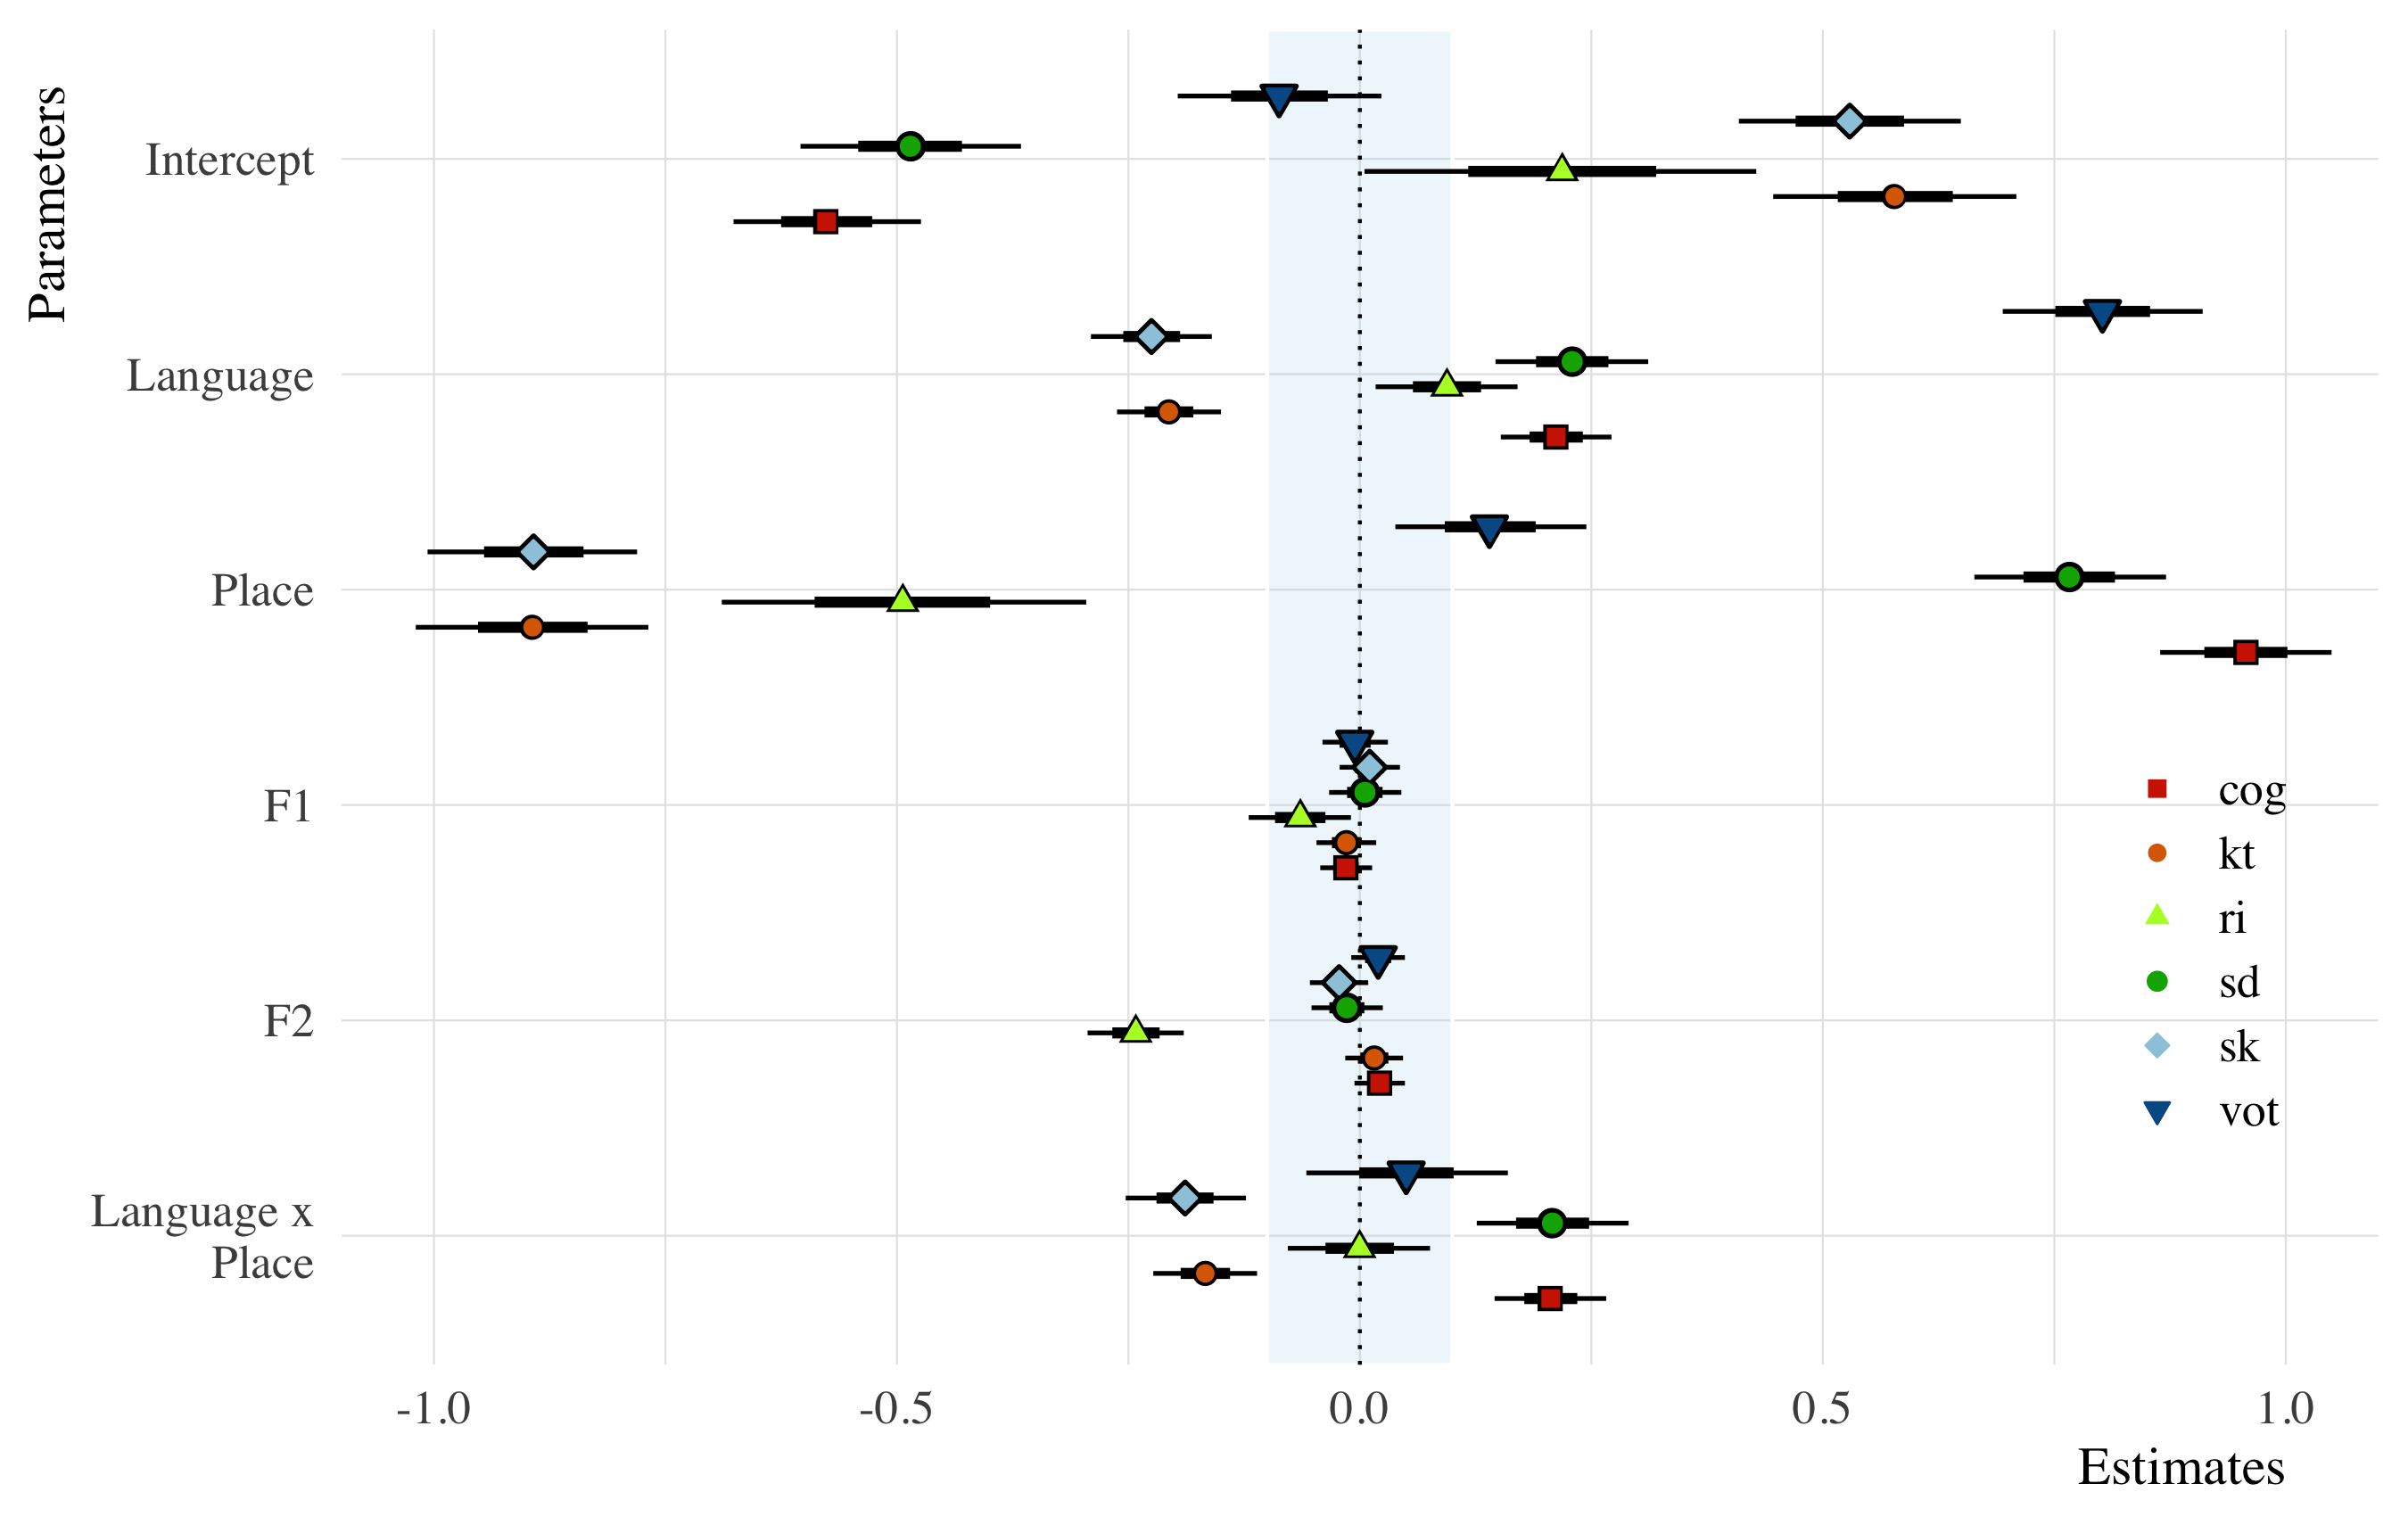 Parameters
Intercept
Language
Place
F1
F2
Language x
Place
cog
kt
ri
sd
sk
vot
-1.0
-0.5
0.0
0.5
1.0
Estimates